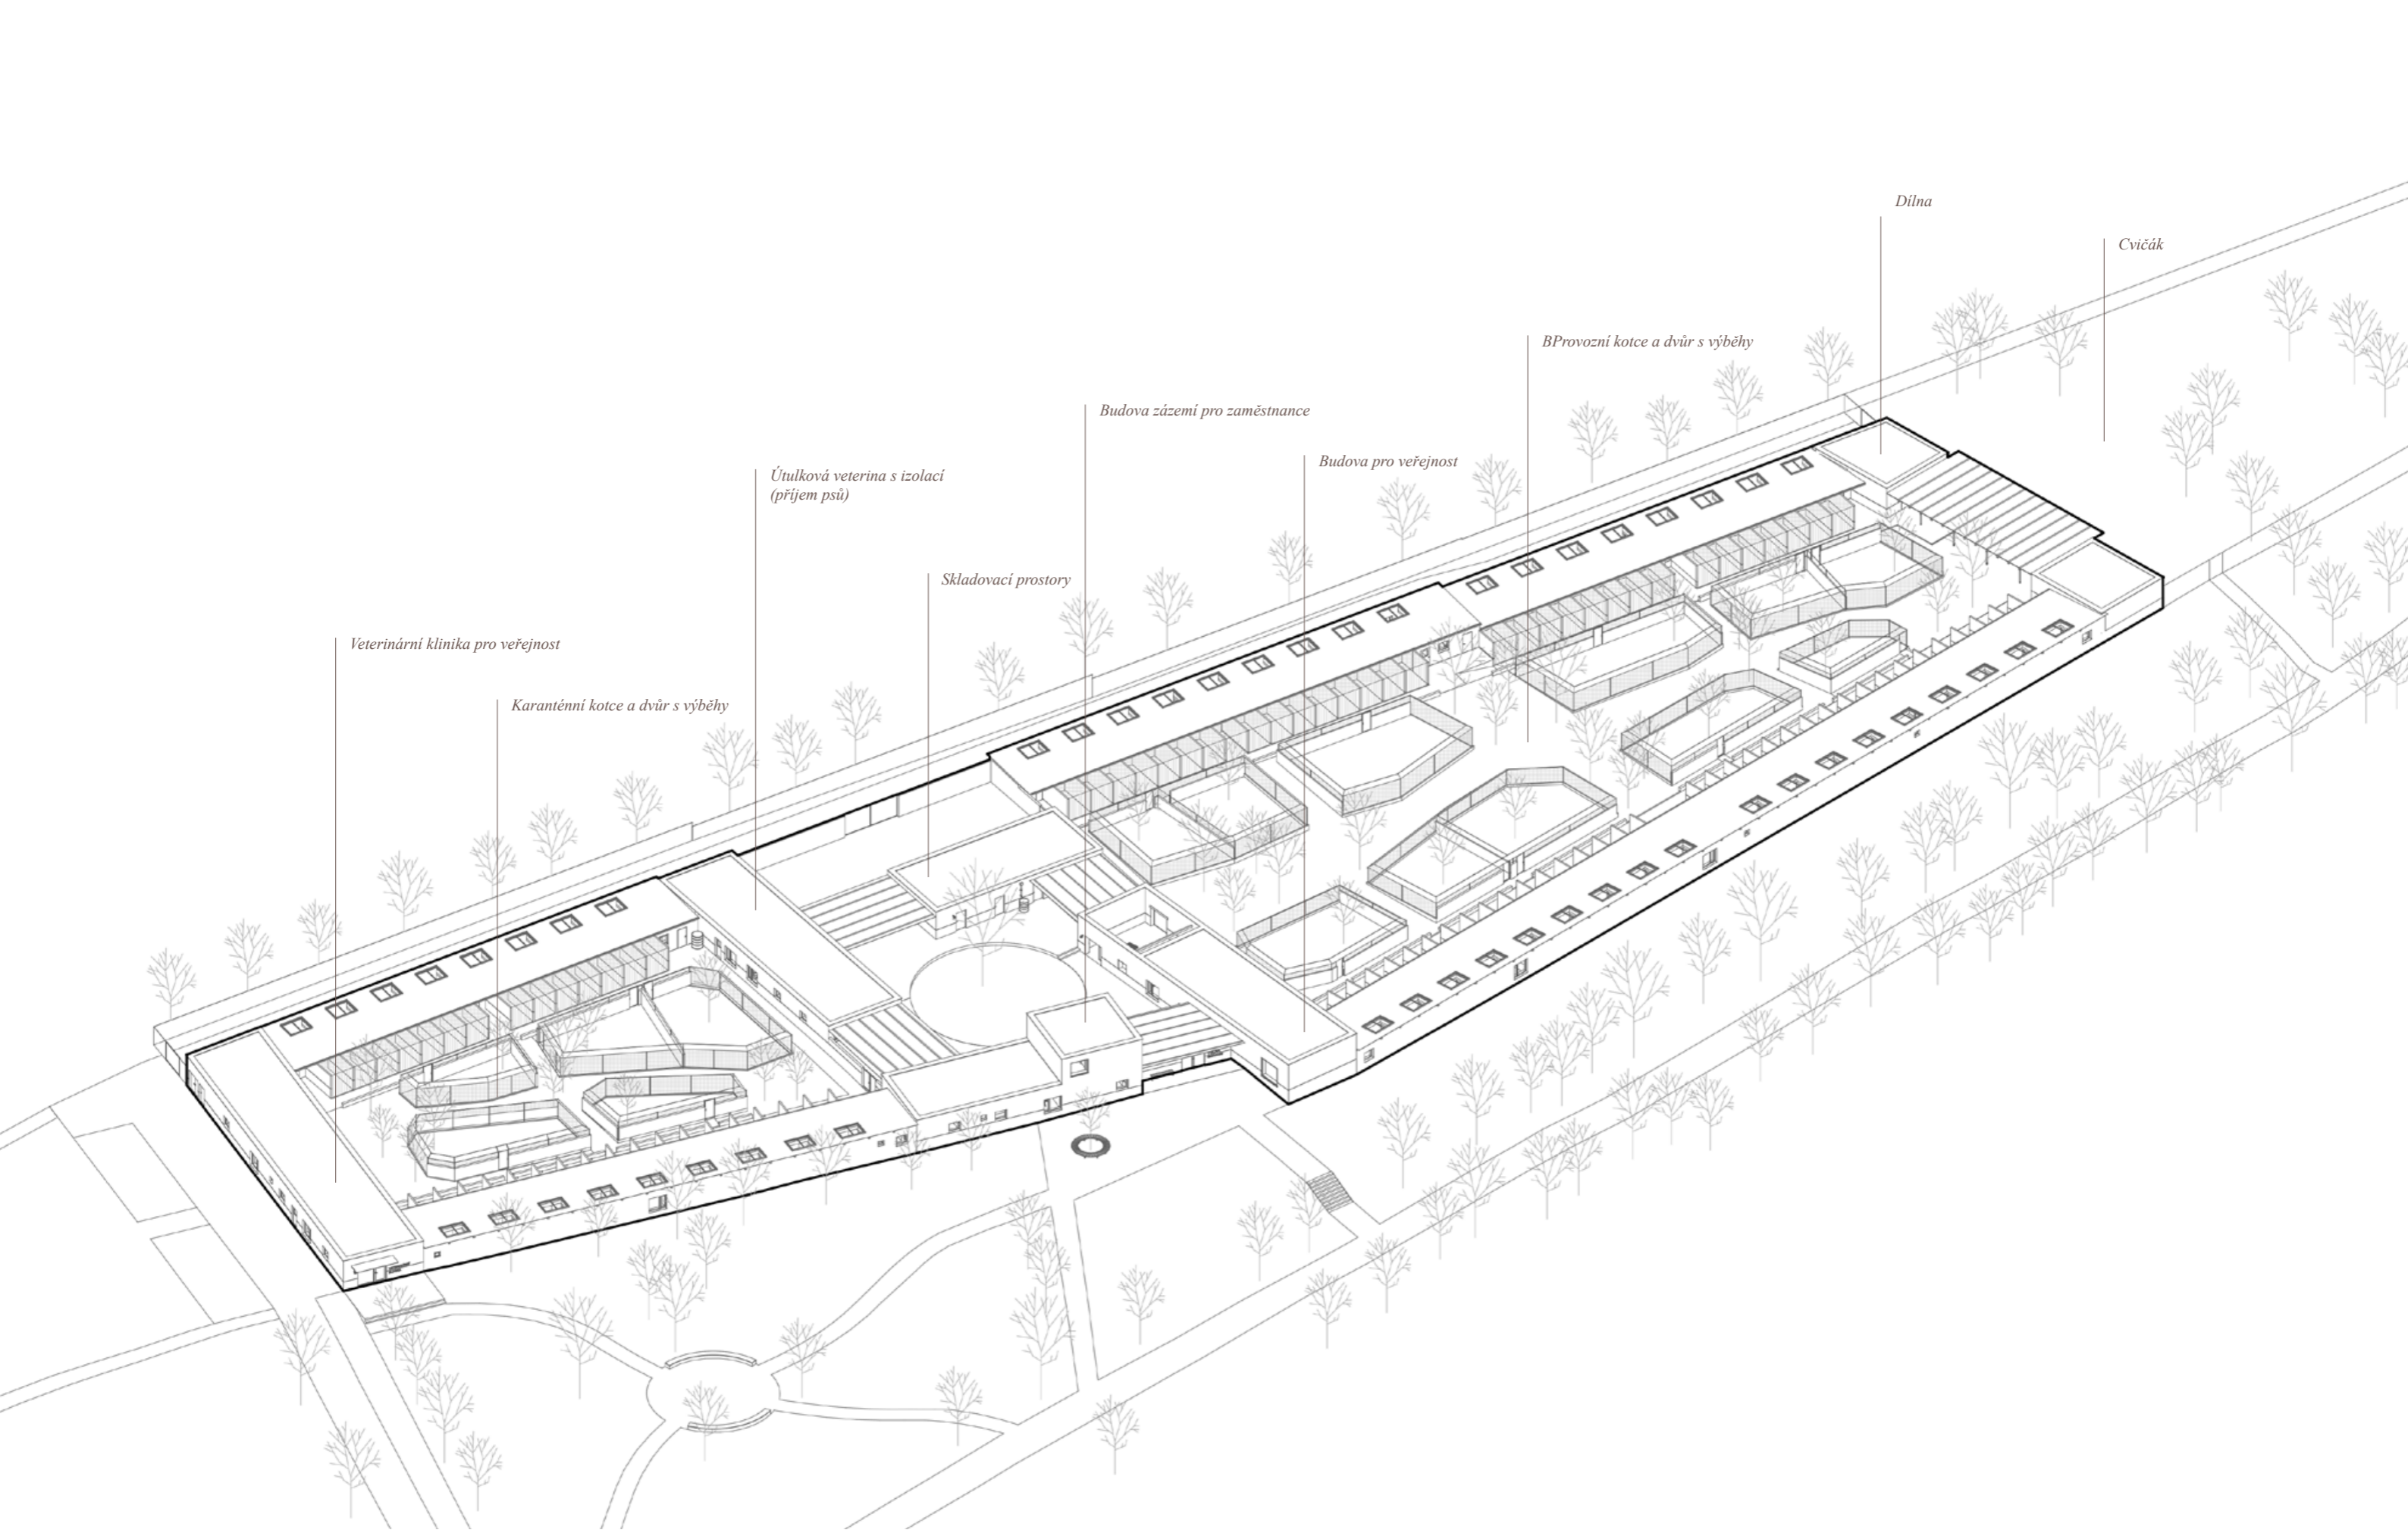 Dílna
Cvičák
BProvozní kotce a dvůr s výběhy
Budova zázemí pro zaměstnance
Budova pro veřejnost
Útulková veterina s izolací
(příjem psů)
Skladovací prostory
Veterinární klinika pro veřejnost
Karanténní kotce a dvůr s výběhy